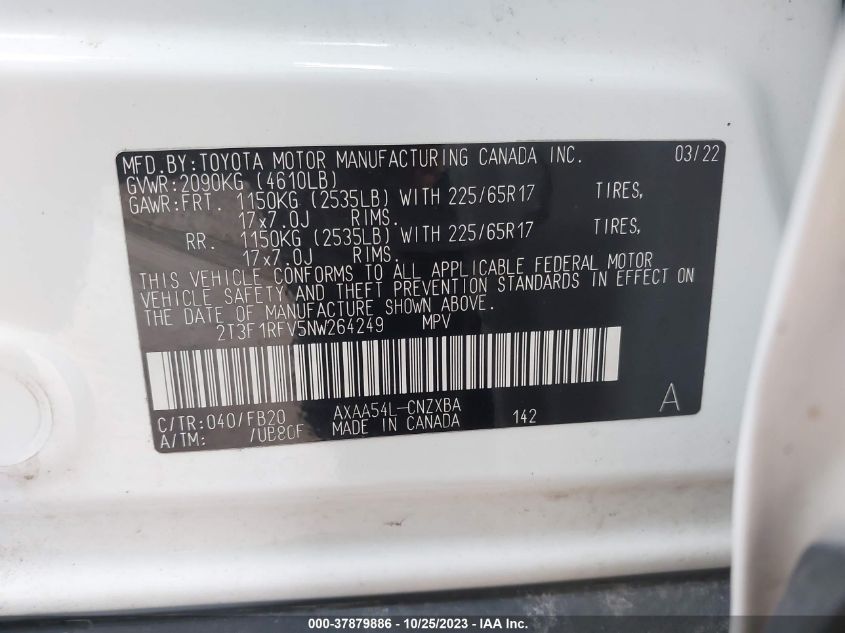 MFD.BY:TOYOTA MOTOR MANUFACTURING CANADA INC. 03/22
GVWR:2090KG (4610LB)
GAWR:FRT. 1150KG (2535LB) WITH 225/65R17 TIRES,
17x7.0J RIMS.
RR. 1150KG (2535LB) WITH 225/65R17 TIRES,
17x7.0J RIMS.
THIS VEHICLE CONFORMS TO ALL APPLICABLE FEDERAL MOTOR
VEHICLE SAFETY AND THEFT PREVENTION STANDARDS IN EFFECT ON
THE DATE OF MANUFACTURE SHOWN ABOVE.
2T3F1RFV5NW264249 MPV
C/TR:040/FB20 AXAA54L-CNZXBA A
A/TM: /UB80F MADE IN CANADA 142
000-37879886 - 10/25/2023 - IAAI Inc.